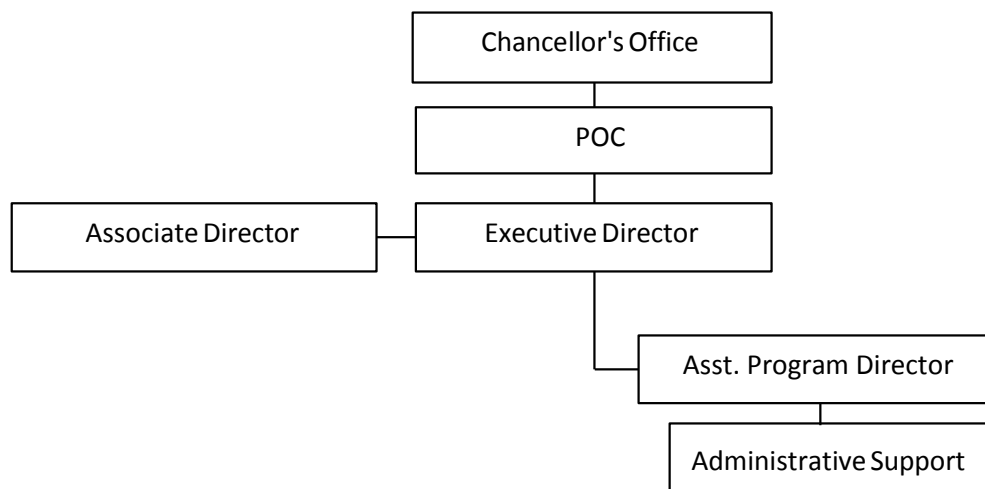 Chancellor's Office
POC
Associate Director
Executive Director
Asst. Program Director
Administrative Support